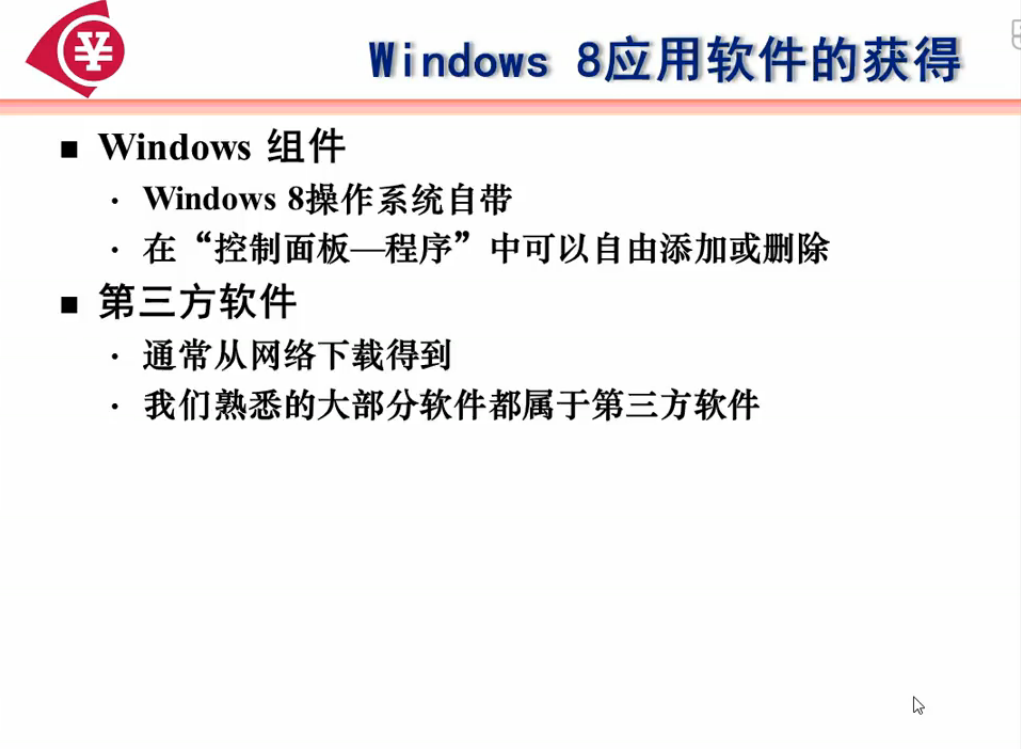 Windows 8应用软件的获得
■ Windows 组件
· Windows 8操作系统自带
· 在“控制面板—程序”中可以自由添加或删除
■ 第三方软件
· 通常从网络下载得到
· 我们熟悉的大部分软件都属于第三方软件